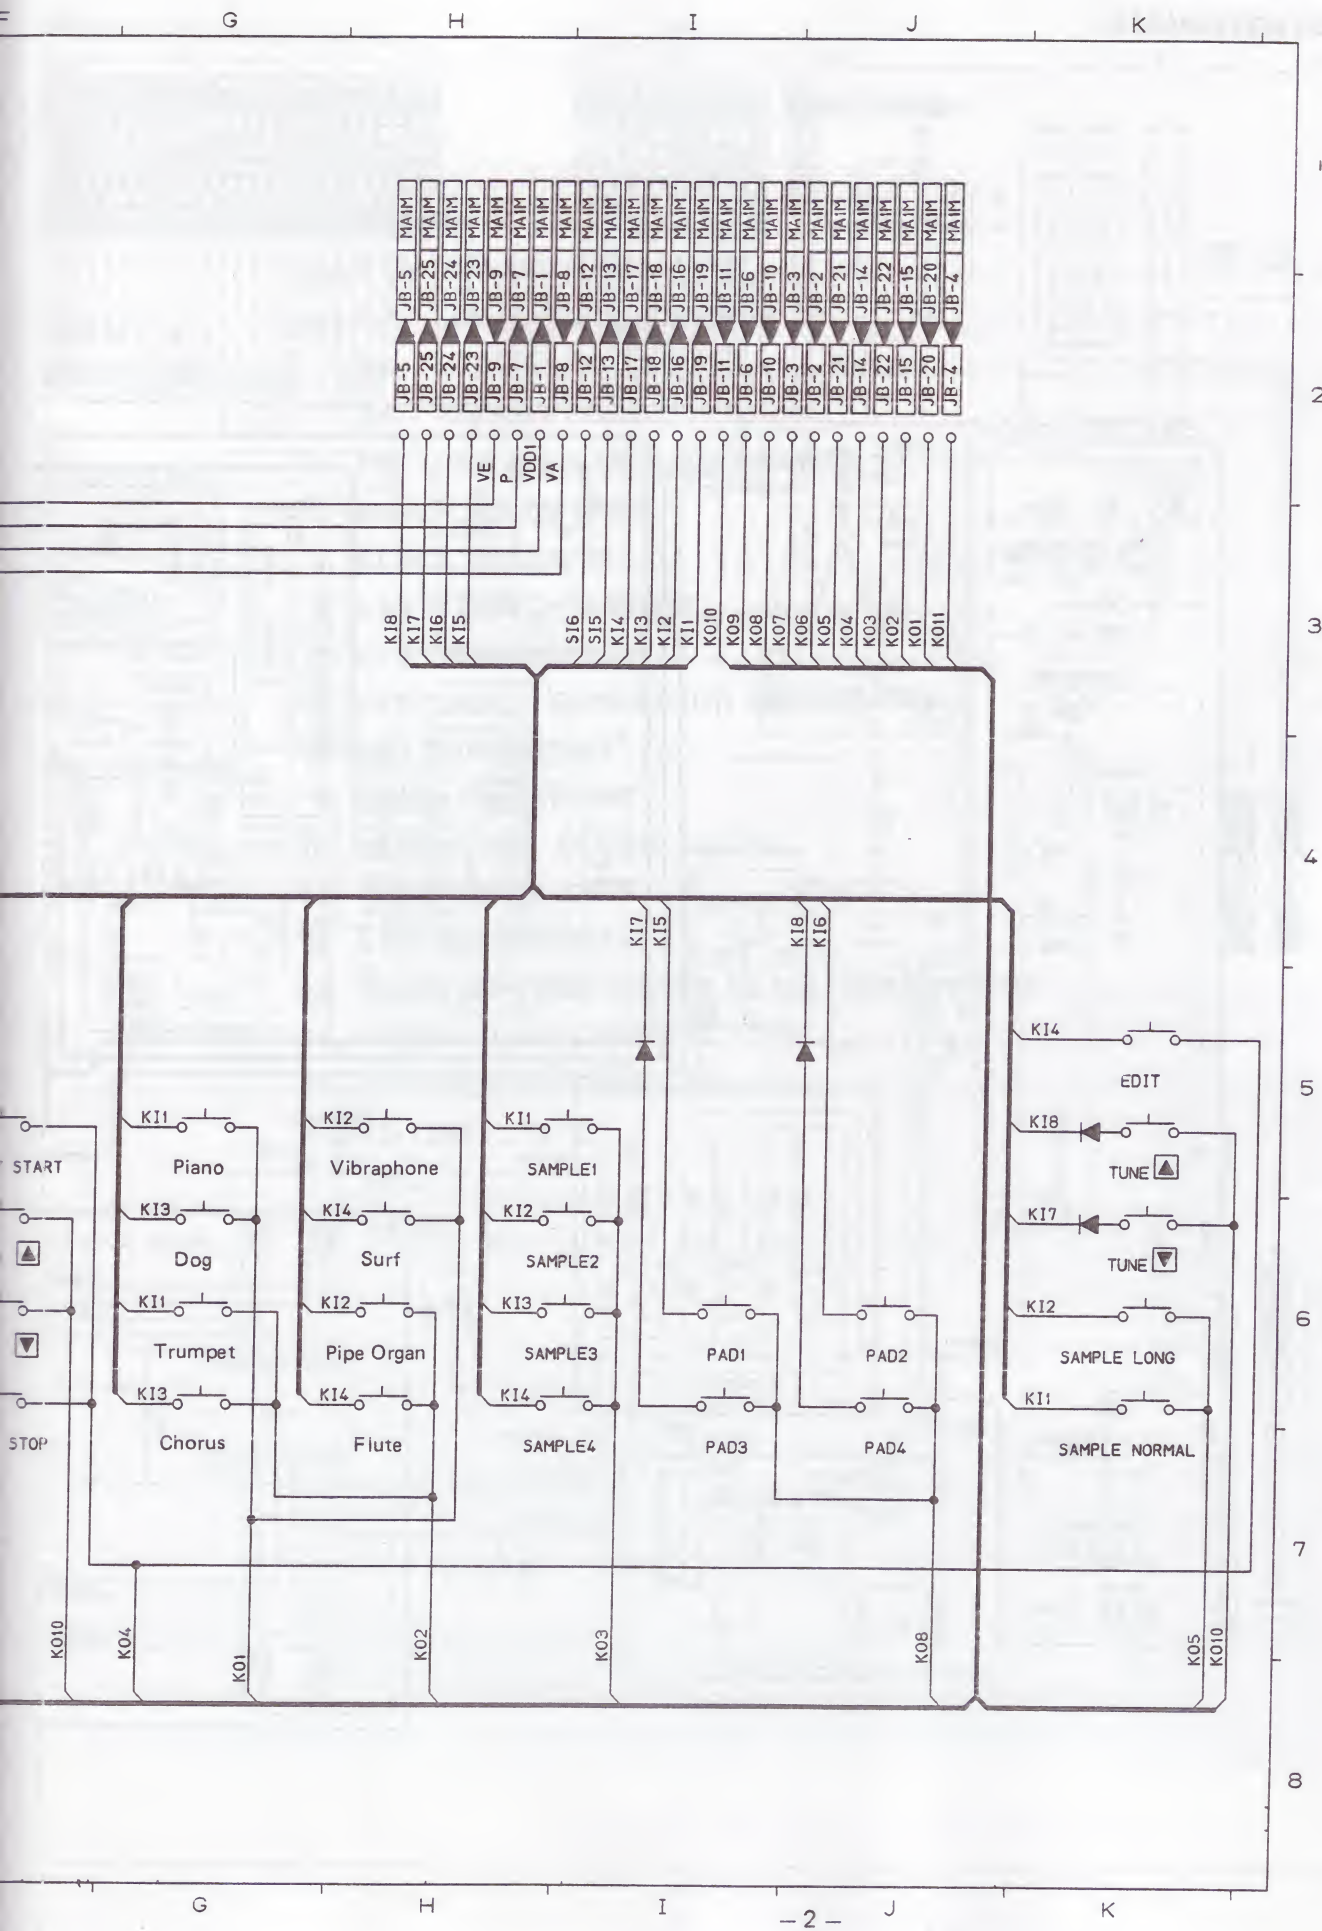 F G H I J K
1
MAIM MAIM MAIM MAIM MAIM MAIM MAIM MAIM MAIM MAIM MAIM MAIM MAIM MAIM MAIM MAIM MAIM MAIM MAIM MAIM MAIM MAIM MAIM MAIM MAIM
JB-5 JB-25 JB-24 JB-23 JB-9 JB-7 JB-1 JB-8 JB-12 JB-13 JB-17 JB-18 JB-16 JB-19 JB-11 JB-6 JB-10 JB-3 JB-2 JB-21 JB-14 JB-22 JB-15 JB-20 JB-4
JB-5 JB-25 JB-24 JB-23 JB-9 JB-7 JB-1 JB-8 JB-12 JB-13 JB-17 JB-18 JB-16 JB-19 JB-11 JB-6 JB-10 JB-3 JB-2 JB-21 JB-14 JB-22 JB-15 JB-20 JB-4
2
VE P VDD1 VA
KI8 KI7 KI6 KI5 SI6 SI5 KI4 KI3 KI2 KI1 KO10 KO9 KO8 KO7 KO6 KO5 KO4 KO3 KO2 KO1 KO11
3
4
KI7 KI5 KI8 KI6
KI4
EDIT
5
KI1 KI2 KI1 KI8
START Piano Vibraphone SAMPLE1 TUNE ▲
KI3 KI4 KI2 KI7
▲ Dog Surf SAMPLE2 TUNE ▼
KI1 KI2 KI3 KI2
6
▼ Trumpet Pipe Organ SAMPLE3 PAD1 PAD2 SAMPLE LONG
KI3 KI4 KI4 KI1
STOP Chorus Flute SAMPLE4 PAD3 PAD4 SAMPLE NORMAL
7
KO10 KO4 KO1 KO2 KO3 KO8 KO5 KO10
8
G H I J K
-2-